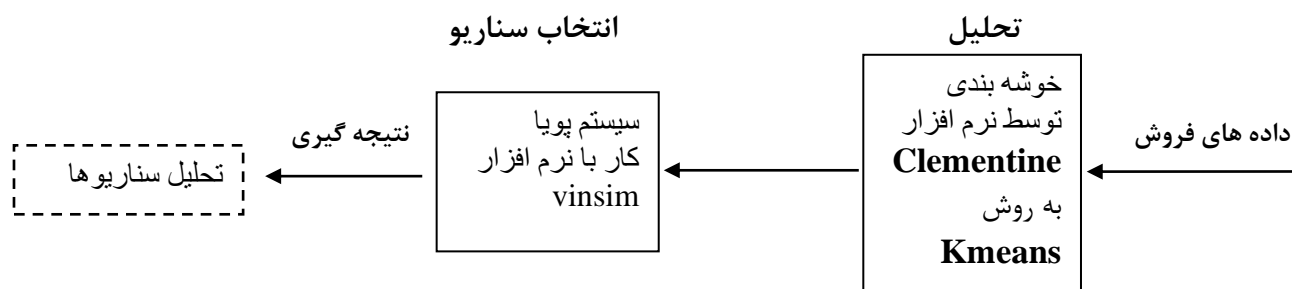 تحلیل
انتخاب سناریو
داده های فروش
خوشه بندی
توسط نرم افزار
Clementine
به روش
Kmeans
سیستم پویا
کار با نرم افزار
vinsim
نتیجه گیری
تحلیل سناریوها